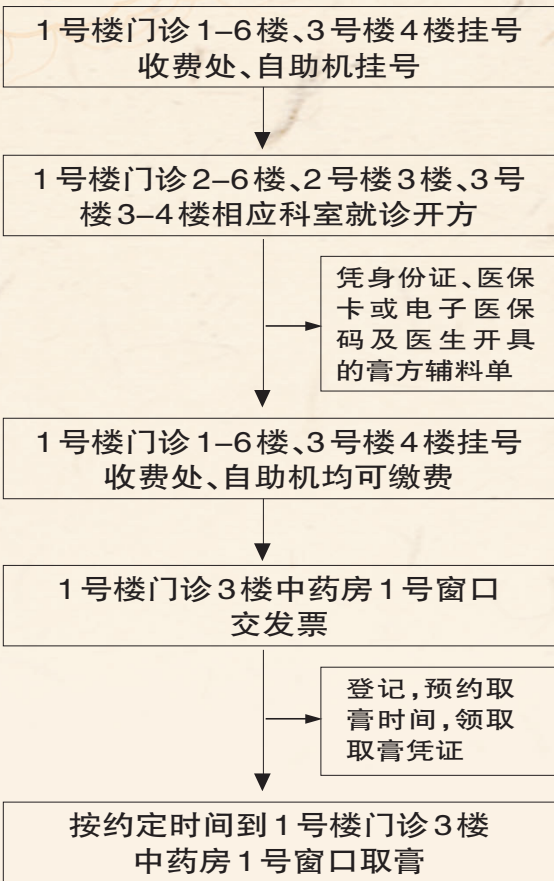 1号楼门诊1–6楼、3号楼4楼挂号
收费处、自助机挂号
1号楼门诊2–6楼、2号楼3楼、3号
楼3–4楼相应科室就诊开方
凭身份证、医保
卡或电子医保
码及医生开具
的膏方辅料单
1号楼门诊1–6楼、3号楼4楼挂号
收费处、自助机均可缴费
1号楼门诊3楼中药房1号窗口
交发票
登记,预约取
膏时间,领取
取膏凭证
按约定时间到1号楼门诊3楼
中药房1号窗口取膏